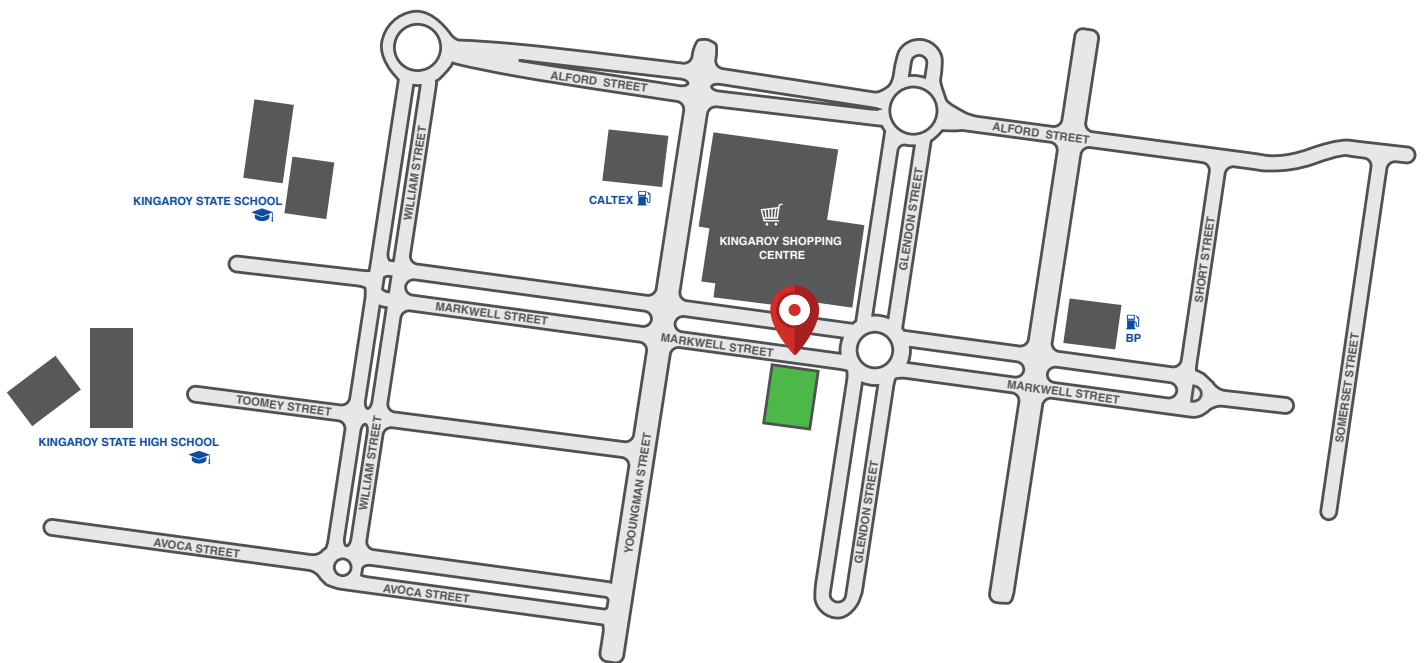 ALFORD STREET
ALFORD STREET
WILLIAM STREET
KINGAROY STATE SCHOOL
CALTEX
GLENDON STREET
KINGAROY SHOPPING
CENTRE
SHORT STREET
MARKWELL STREET
MARKWELL STREET
BP
MARKWELL STREET
SOMERSET STREET
TOOMEY STREET
KINGAROY STATE HIGH SCHOOL
WILLIAM STREET
YOOUNGMAN STREET
GLENDON STREET
AVOCA STREET
AVOCA STREET